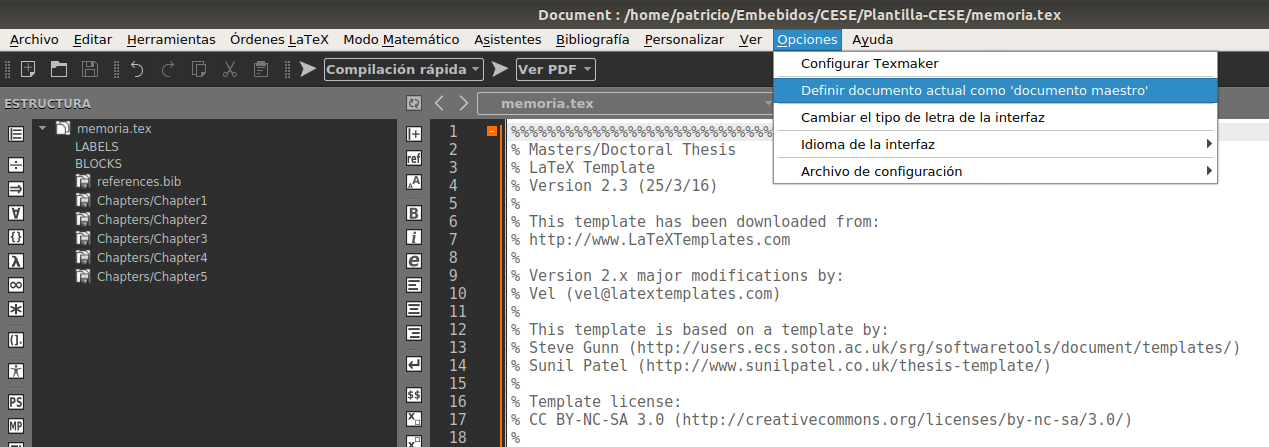 Document : /home/patricio/Embebidos/CESE/Plantilla-CESE/memoria.tex
Archivo Editar Herramientas Órdenes LaTeX Modo Matemático Asistentes Bibliografía Personalizar Ver Opciones Ayuda
Compilación rápida Ver PDF
Configurar Texmaker
Definir documento actual como 'documento maestro'
Cambiar el tipo de letra de la interfaz
Idioma de la interfaz
Archivo de configuración
ESTRUCTURA
memoria.tex
LABELS
BLOCKS
references.bib
Chapters/Chapter1
Chapters/Chapter2
Chapters/Chapter3
Chapters/Chapter4
Chapters/Chapter5
÷
∀
{}
λ
∞
*
(}.
PS
MP
ref
AA
B
i
e
$$
memoria.tex
1 %%%%%%%%%%%%%%%%%%%%%%%%%%%%%
2 % Masters/Doctoral Thesis
3 % LaTeX Template
4 % Version 2.3 (25/3/16)
5 %
6 % This template has been downloaded from:
7 % http://www.LaTeXTemplates.com
8 %
9 % Version 2.x major modifications by:
10 % Vel (vel@latextemplates.com)
11 %
12 % This template is based on a template by:
13 % Steve Gunn (http://users.ecs.soton.ac.uk/srg/softwaretools/document/templates/)
14 % Sunil Patel (http://www.sunilpatel.co.uk/thesis-template/)
15 %
16 % Template license:
17 % CC BY-NC-SA 3.0 (http://creativecommons.org/licenses/by-nc-sa/3.0/)
18 %